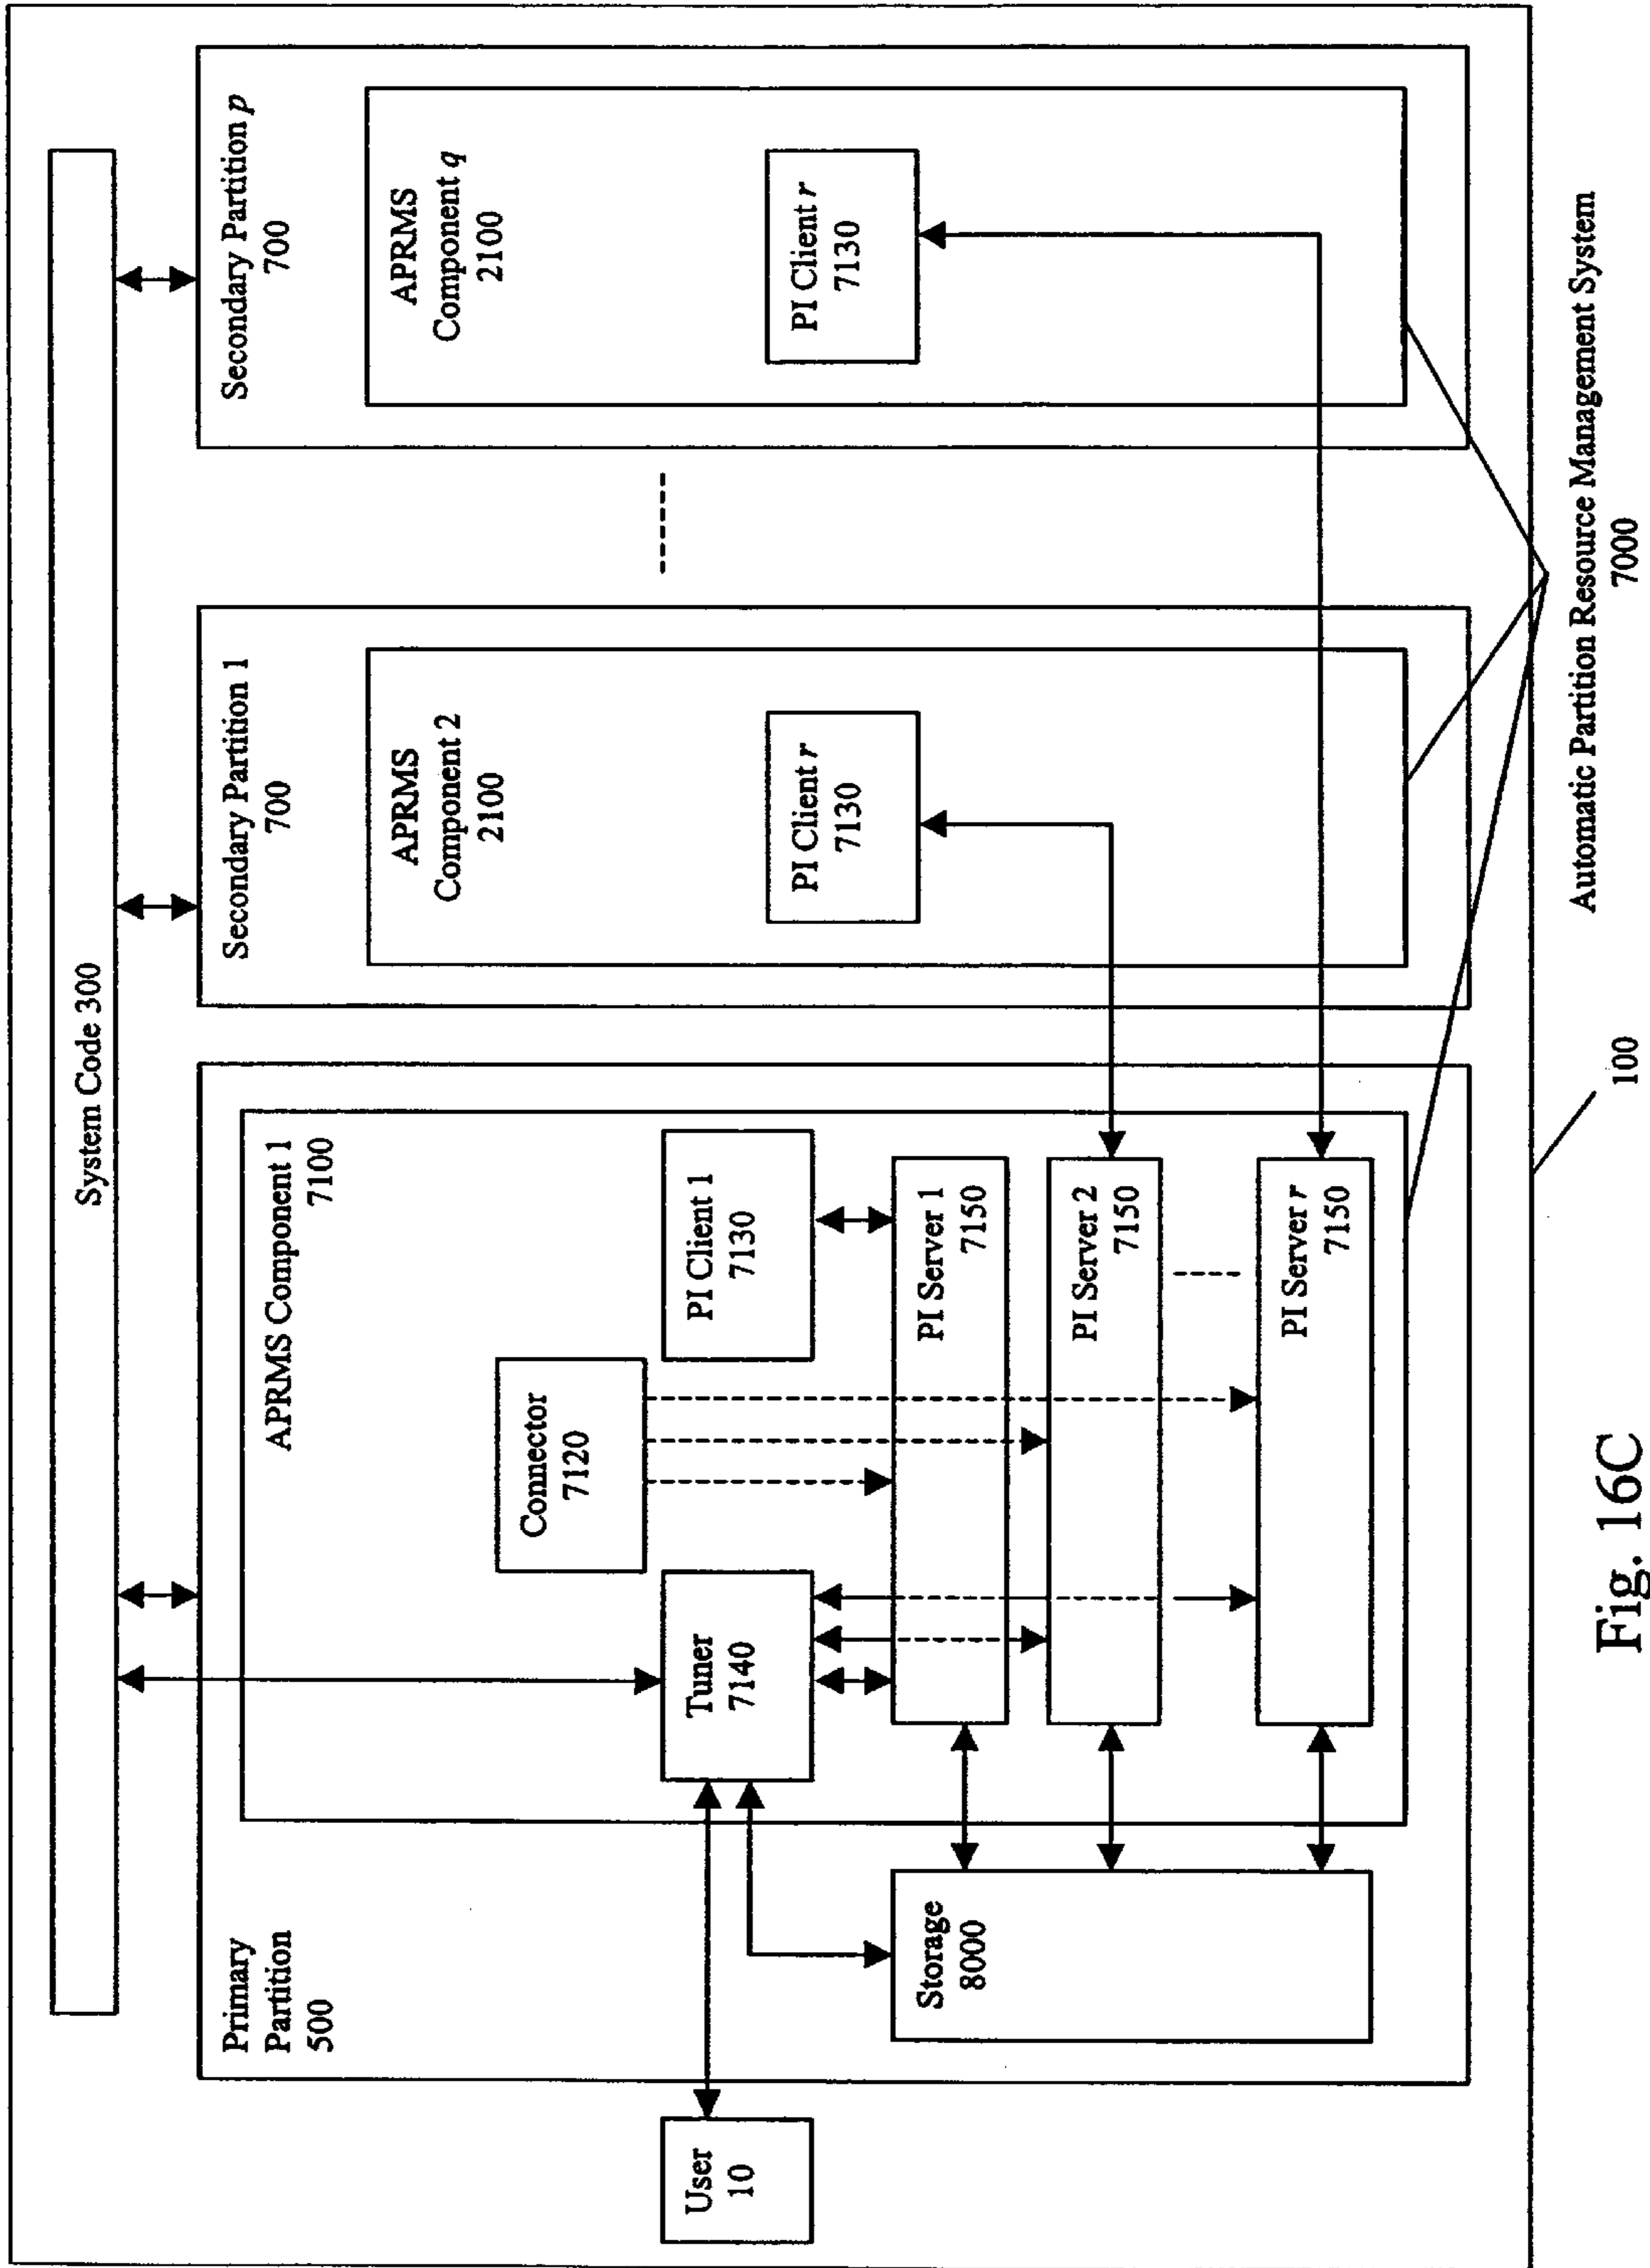 System Code 300
Primary
Partition
500
APRMS Component 1
7100
Connector
7120
Tuner
7140
PI Client 1
7130
PI Server 1
7150
PI Server 2
7150
PI Server r
7150
Storage
8000
User
10
Secondary Partition 1
700
APRMS
Component 2
2100
PI Client r
7130
Secondary Partition p
700
APRMS
Component q
2100
PI Client r
7130
100
Automatic Partition Resource Management System
7000
Fig. 16C